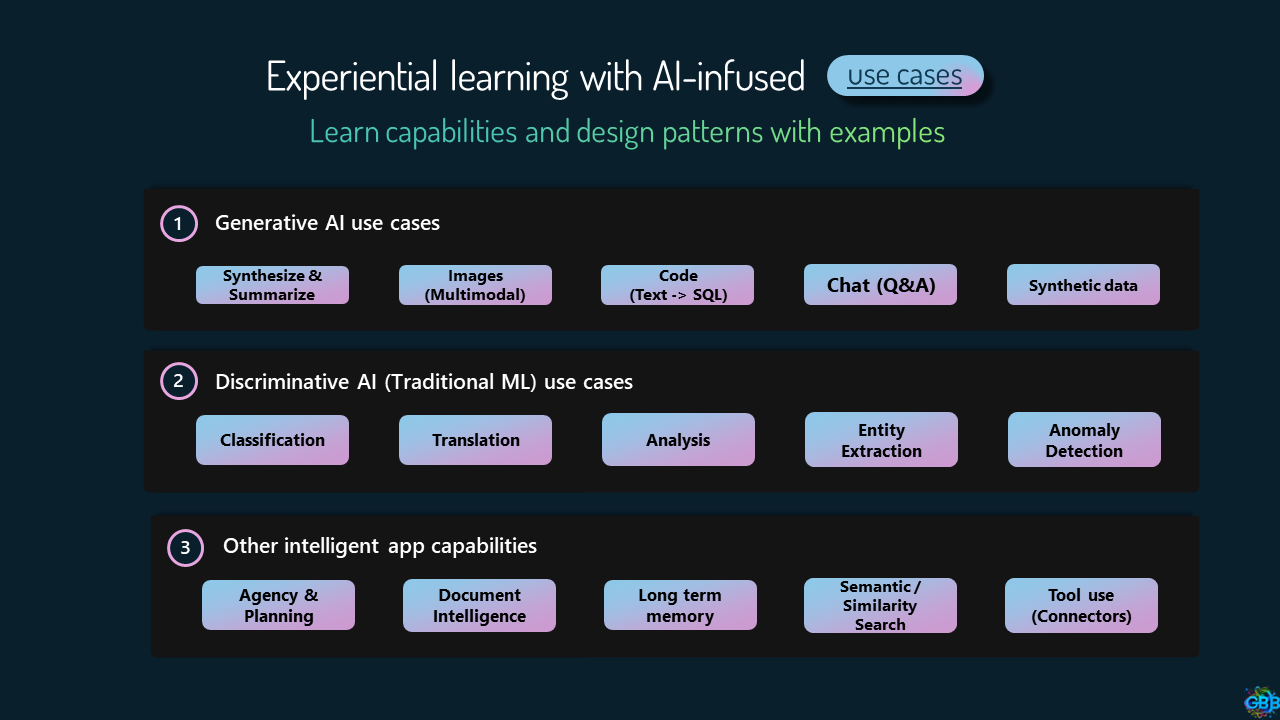 Experiential learning with AI-infused use cases
Learn capabilities and design patterns with examples
1 Generative AI use cases
Synthesize &
Summarize
Images
(Multimodal)
Code
(Text -> SQL)
Chat (Q&A)
Synthetic data
2 Discriminative AI (Traditional ML) use cases
Classification
Translation
Analysis
Entity
Extraction
Anomaly
Detection
3 Other intelligent app capabilities
Agency &
Planning
Document
Intelligence
Long term
memory
Semantic /
Similarity
Search
Tool use
(Connectors)
GBB